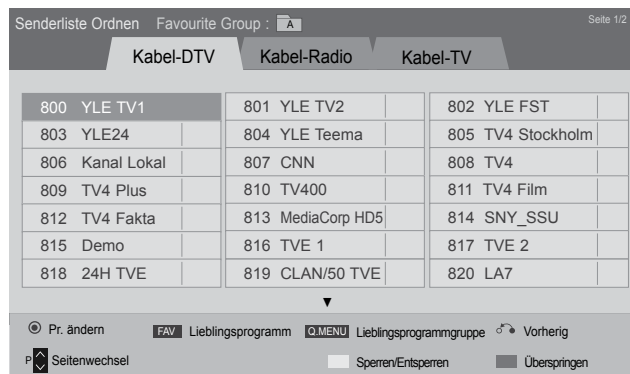 Senderliste Ordnen Favourite Group : A Seite 1/2
Kabel-DTV Kabel-Radio Kabel-TV
800 YLE TV1 801 YLE TV2 802 YLE FST
803 YLE24 804 YLE Teema 805 TV4 Stockholm
806 Kanal Lokal 807 CNN 808 TV4
809 TV4 Plus 810 TV400 811 TV4 Film
812 TV4 Fakta 813 MediaCorp HD5 814 SNY_SSU
815 Demo 816 TVE 1 817 TVE 2
818 24H TVE 819 CLAN/50 TVE 820 LA7
Pr. ändern FAV Lieblingsprogramm Q.MENU Lieblingsprogrammgruppe Vorherig
P Seitenwechsel Sperren/Entsperren Überspringen